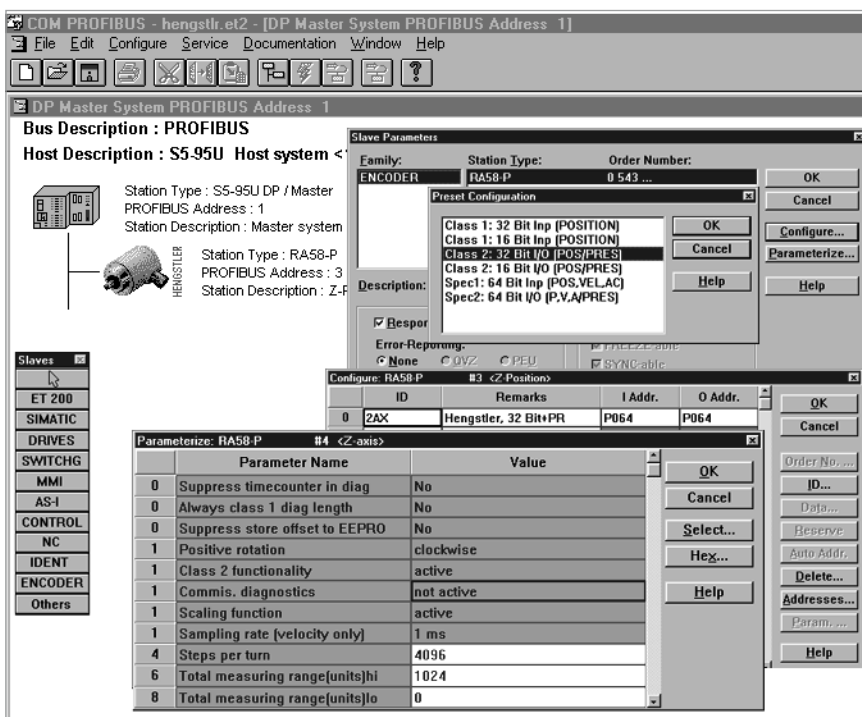 COM PROFIBUS - hengstlr.et2 - [DP Master System PROFIBUS Address 1]
File Edit Configure Service Documentation Window Help
DP Master System PROFIBUS Address 1
Bus Description : PROFIBUS
Host Description : S5-95U Host system <
Station Type : S5-95U DP / Master
PROFIBUS Address : 1
Station Description : Master system
HENGSTLER
Station Type : RA58-P
PROFIBUS Address : 3
Station Description : Z-P
Slave Parameters
Family: Station Type: Order Number:
ENCODER RA58-P 0 543 ...
OK
Cancel
Configure...
Parameterize...
Help
Description:
Respon
Error-Reporting:
None QVZ PEU
FREEZE-able
SYNC-able
Preset Configuration
Class 1: 32 Bit Inp (POSITION)
Class 1: 16 Bit Inp (POSITION)
Class 2: 32 Bit I/O (POS/PRES)
Class 2: 16 Bit I/O (POS/PRES)
Spec1: 64 Bit Inp (POS,VEL,AC)
Spec2: 64 Bit I/O (P,V,A/PRES)
OK
Cancel
Help
Slaves
ET 200
SIMATIC
DRIVES
SWITCHG
MMI
AS-I
CONTROL
NC
IDENT
ENCODER
Others
Configure: RA58-P #3 <Z-Position>
ID Remarks I Addr. O Addr.
0 2AX Hengstler, 32 Bit+PR P064 P064
OK
Cancel
Order No. ...
ID...
Data...
Reserve
Auto Addr.
Delete...
Addresses...
Param. ...
Help
Parameterize: RA58-P #4 <Z-axis>
Parameter Name Value
0 Suppress timecounter in diag No
0 Always class 1 diag length No
0 Suppress store offset to EEPRO No
1 Positive rotation clockwise
1 Class 2 functionality active
1 Commis. diagnostics not active
1 Scaling function active
1 Sampling rate (velocity only) 1 ms
4 Steps per turn 4096
6 Total measuring range(units)hi 1024
8 Total measuring range(units)lo 0
OK
Cancel
Select...
Hex...
Help